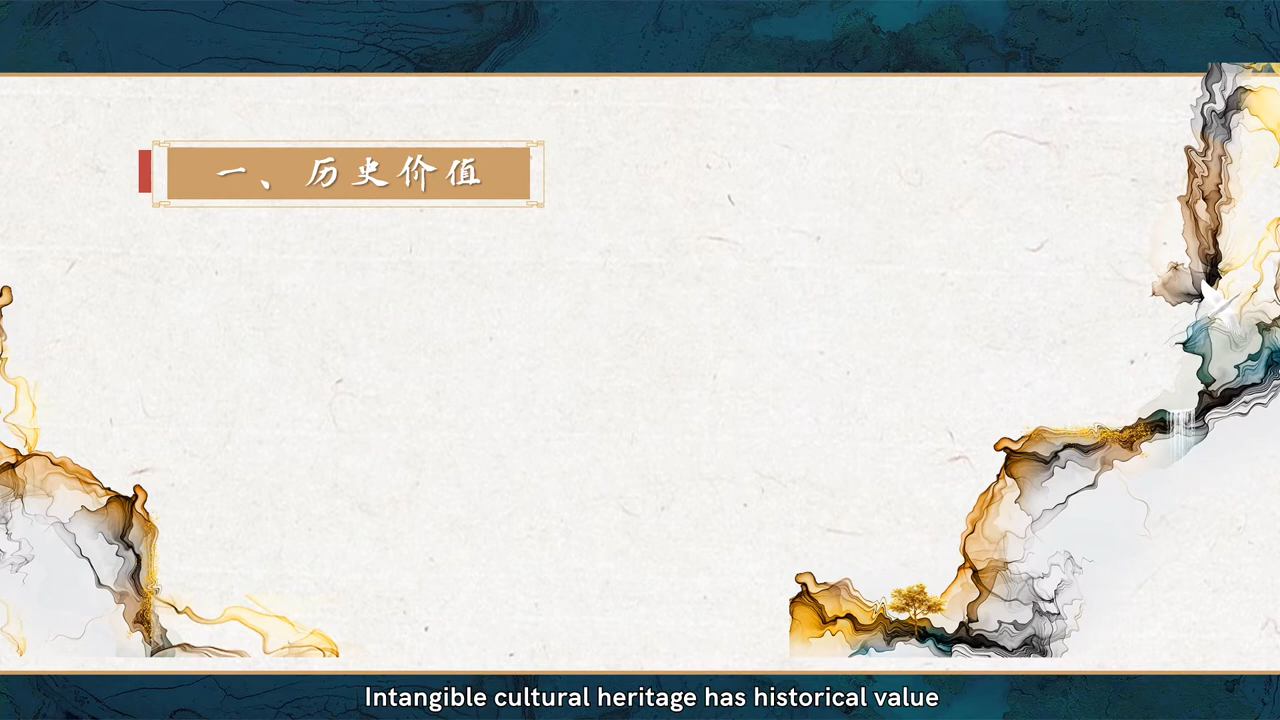 一、历史价值
Intangible cultural heritage has historical value